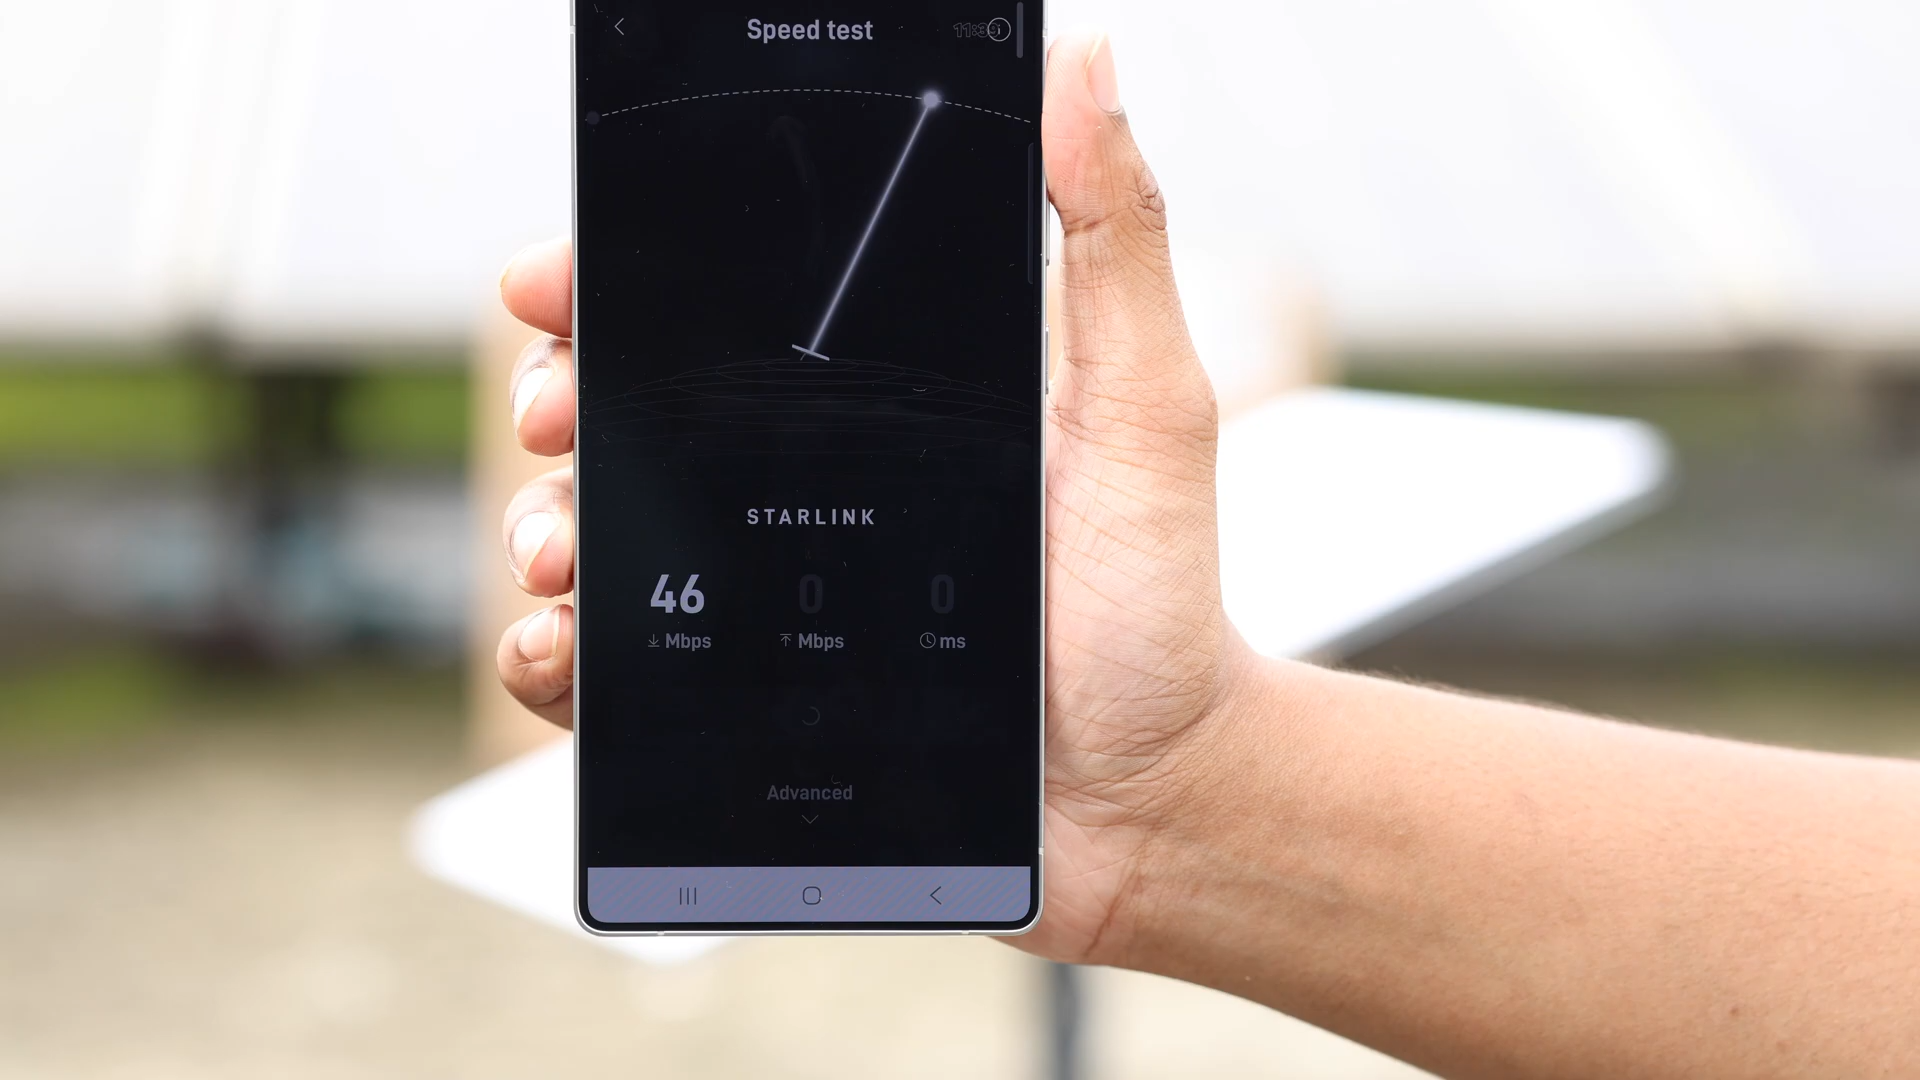 Speed test
STARLINK
46 0 0
Mbps Mbps ms
Advanced